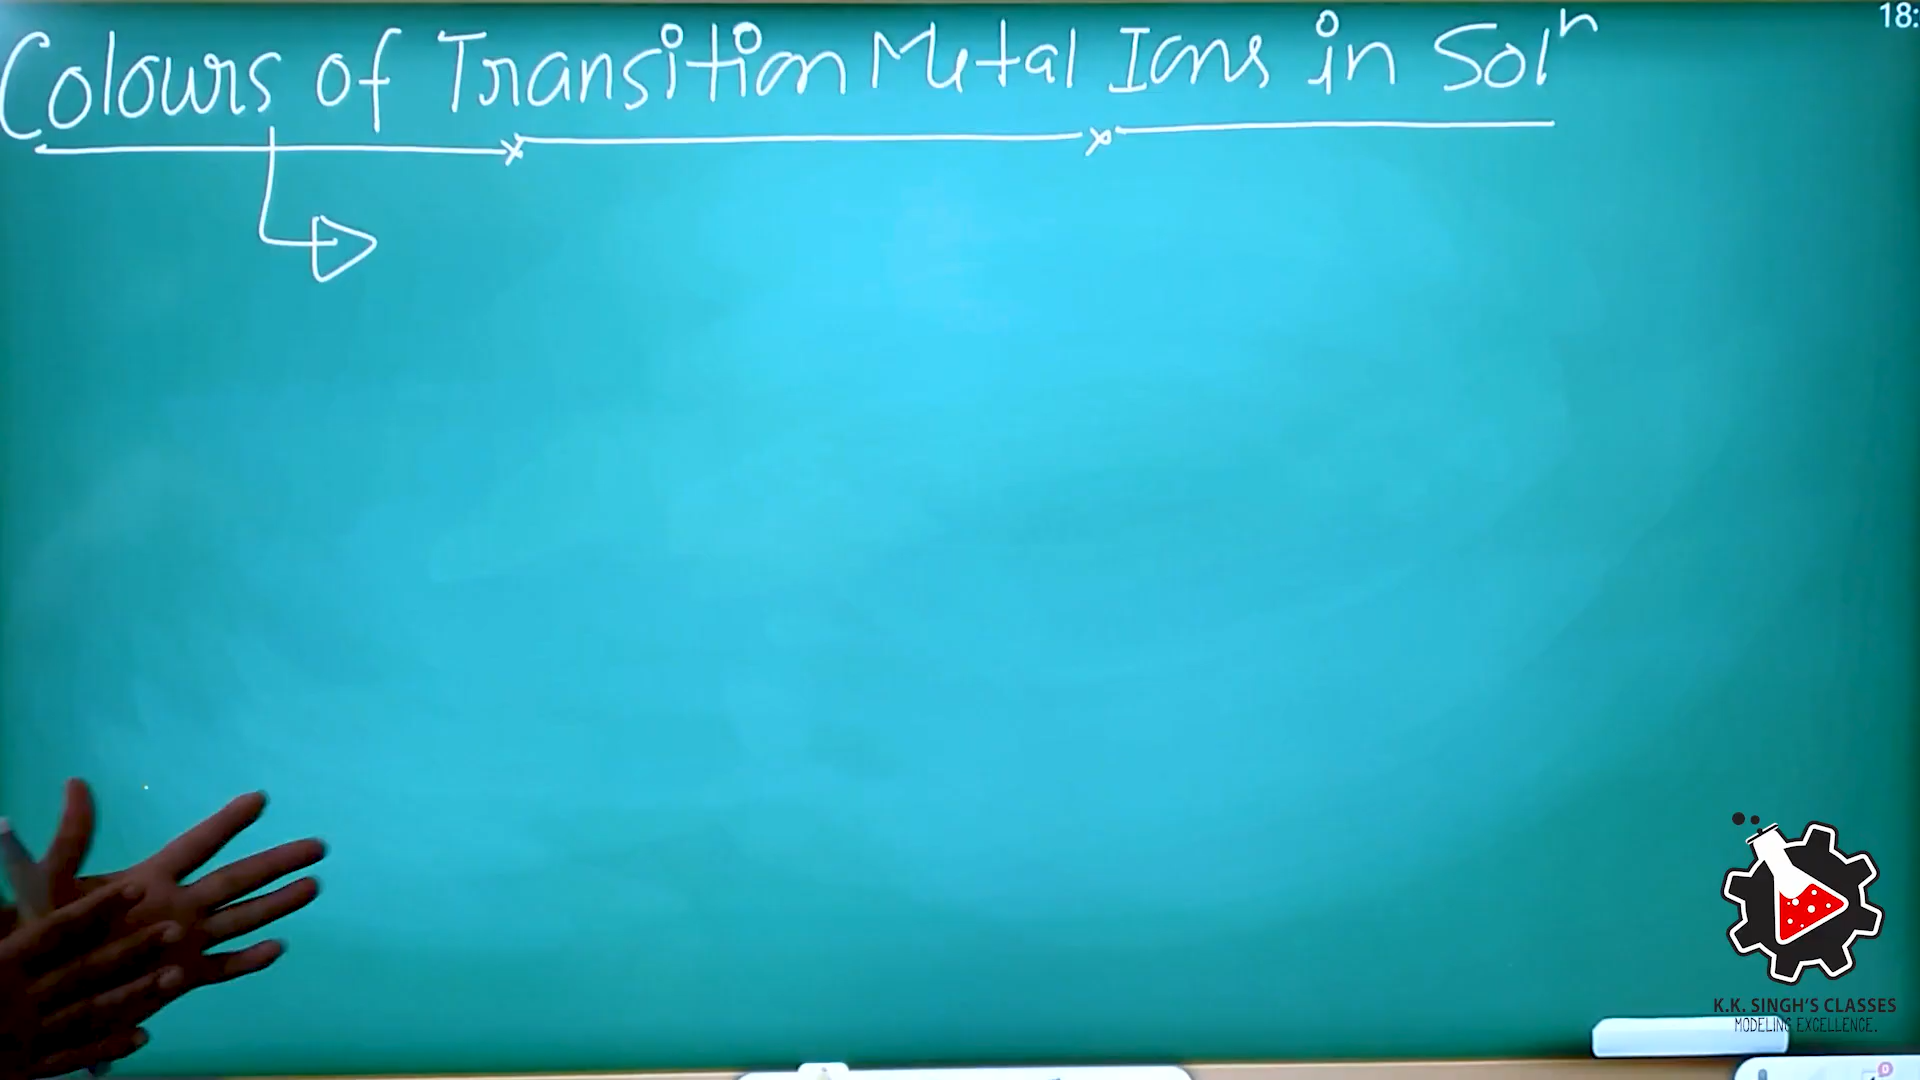 Colours of Transition Metal Ions in Solⁿ
18:
K.K. SINGH'S CLASSES
MODELING EXCELLENCE.